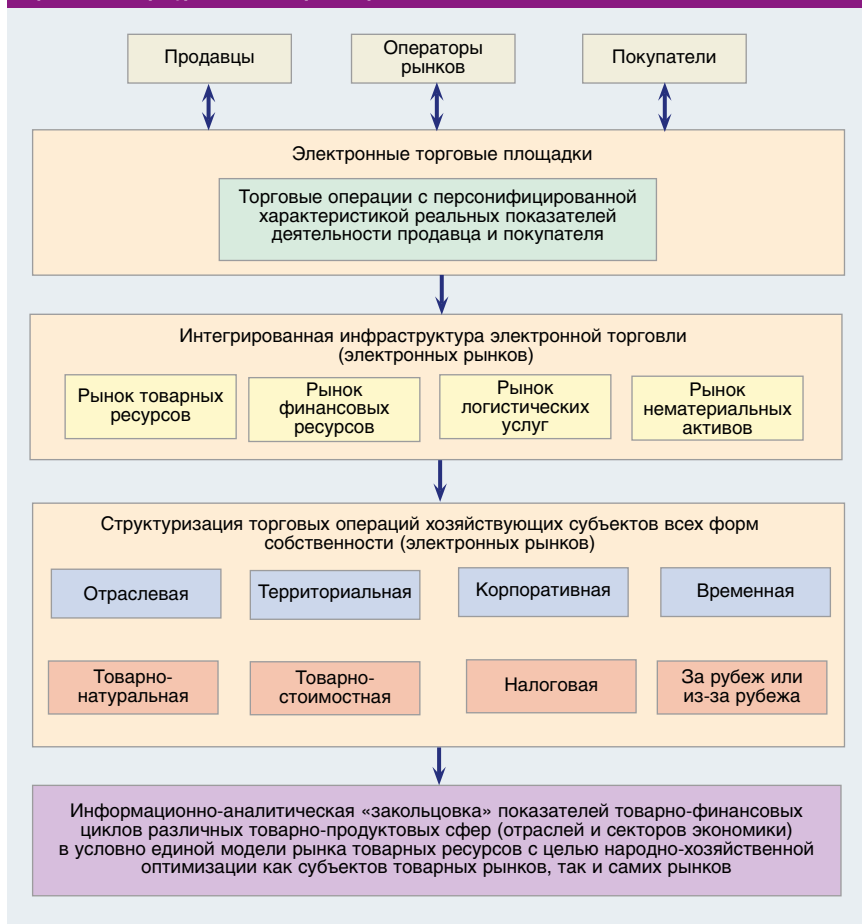 Продавцы
Операторы
рынков
Покупатели
Электронные торговые площадки
Торговые операции с персонифицированной
характеристикой реальных показателей
деятельности продавца и покупателя
Интегрированная инфраструктура электронной торговли
(электронных рынков)
Рынок товарных
ресурсов
Рынок
финансовых
ресурсов
Рынок
логистических
услуг
Рынок
нематериальных
активов
Структуризация торговых операций хозяйствующих субъектов всех форм
собственности (электронных рынков)
Отраслевая
Территориальная
Корпоративная
Временная
Товарно-
натуральная
Товарно-
стоимостная
Налоговая
За рубеж или
из-за рубежа
Информационно-аналитическая «закольцовка» показателей товарно-финансовых
циклов различных товарно-продуктовых сфер (отраслей и секторов экономики)
в условно единой модели рынка товарных ресурсов с целью народно-хозяйственной
оптимизации как субъектов товарных рынков, так и самих рынков